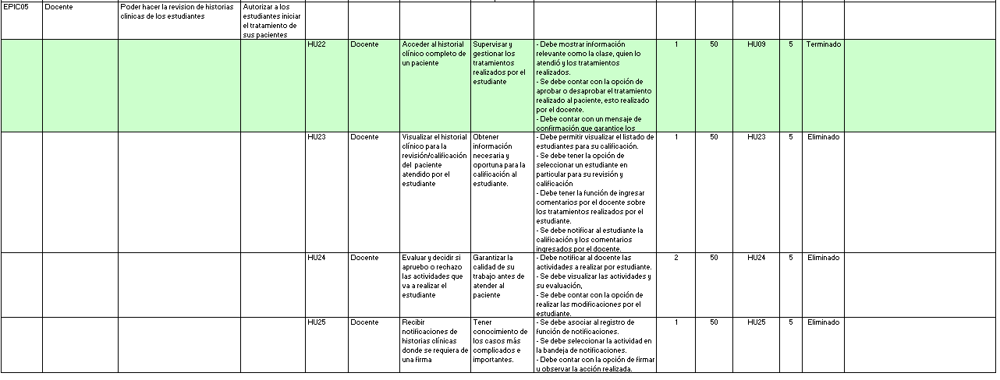 EPIC05
Docente
Poder hacer la revision de historias
clinicas de los estudiantes
Autorizar a los
estudiantes iniciar
el tratamiento de
sus pacientes
HU22
Docente
Acceder al historial
clínico completo de
un paciente
Supervisar y
gestionar los
tratamientos
realizados por el
estudiante
- Debe mostrar información
relevante como la clase, quien lo
atendió y los tratamientos
realizados.
- Se debe contar con la opción de
aprobar o desaprobar el tratamiento
realizado al paciente, esto realizado
por el docente.
- Debe contar con un mensaje de
confirmación que garantice los
1
50
HU09
5
Terminado
HU23
Docente
Visualizar el historial
clínico para la
revisión/calificación
del paciente
atendido por el
estudiante
Obtener
información
necesaria y
oportuna para la
calificación al
estudiante.
- Debe permitir visualizar el listado de
estudiantes para su calificación.
- Se debe tener la opción de
seleccionar un estudiante en
particular para su revisión y
calificación
- Debe tener la función de ingresar
comentarios por el docente sobre
los tratamientos realizados por el
estudiante.
- Se debe notificar al estudiante la
calificación y los comentarios
ingresados por el docente.
1
50
HU23
5
Eliminado
HU24
Docente
Evaluar y decidir si
apruebo o rechazo
las actividades que
va a realizar el
estudiante
Garantizar la
calidad de su
trabajo antes de
atender al
paciente
- Debe notificar al docente las
actividades a realizar por estudiante.
- Se debe visualizar las actividades y
su evaluación,
- Se debe contar con la opción de
realizar las modificaciones por el
estudiante.
2
50
HU24
5
Eliminado
HU25
Docente
Recibir
notificaciones de
historias clínicas
donde se requiera de
una firma
Tener
conocimiento de
los casos más
complicados e
importantes.
- Se debe asociar al registro de
función de notificaciones.
- Se debe seleccionar la actividad en
la bandeja de notificaciones.
- Debe contar con la opción de firmar
u observar la acción realizada.
1
50
HU25
5
Eliminado